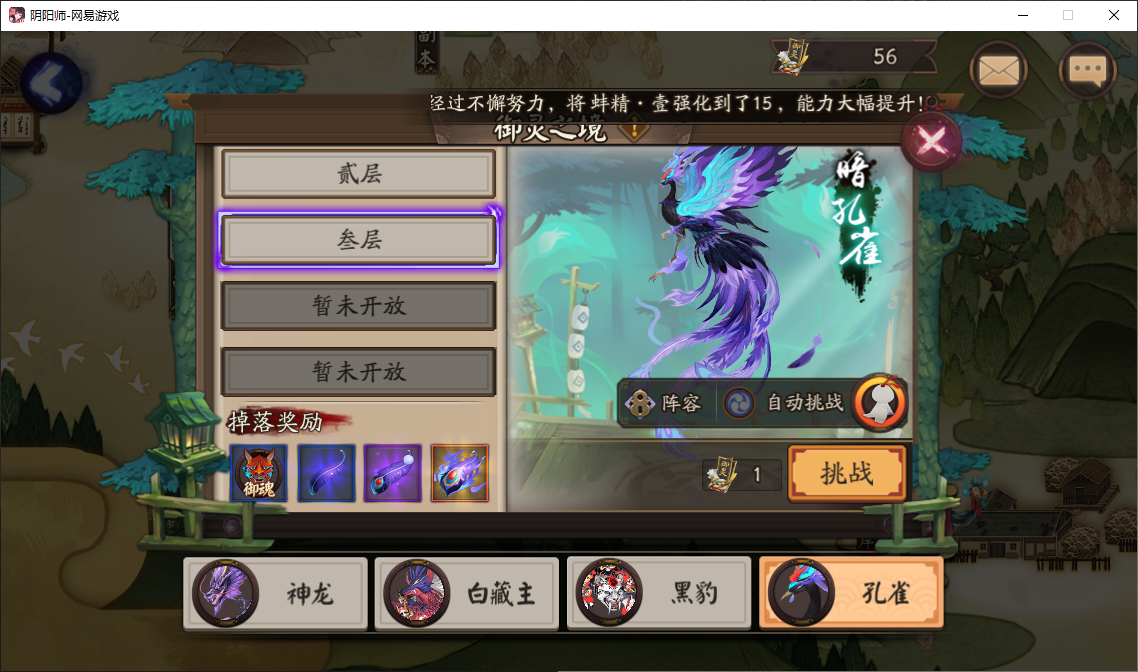 阴阳师-网易游戏
副本
56
经过不懈努力，将 蚌精·壹强化到了15，能力大幅提升！
御灵之境
贰层
叁层
暂未开放
暂未开放
掉落奖励
御魂
暗孔雀
阵容
自动挑战
1
挑战
神龙
白藏主
黑豹
孔雀